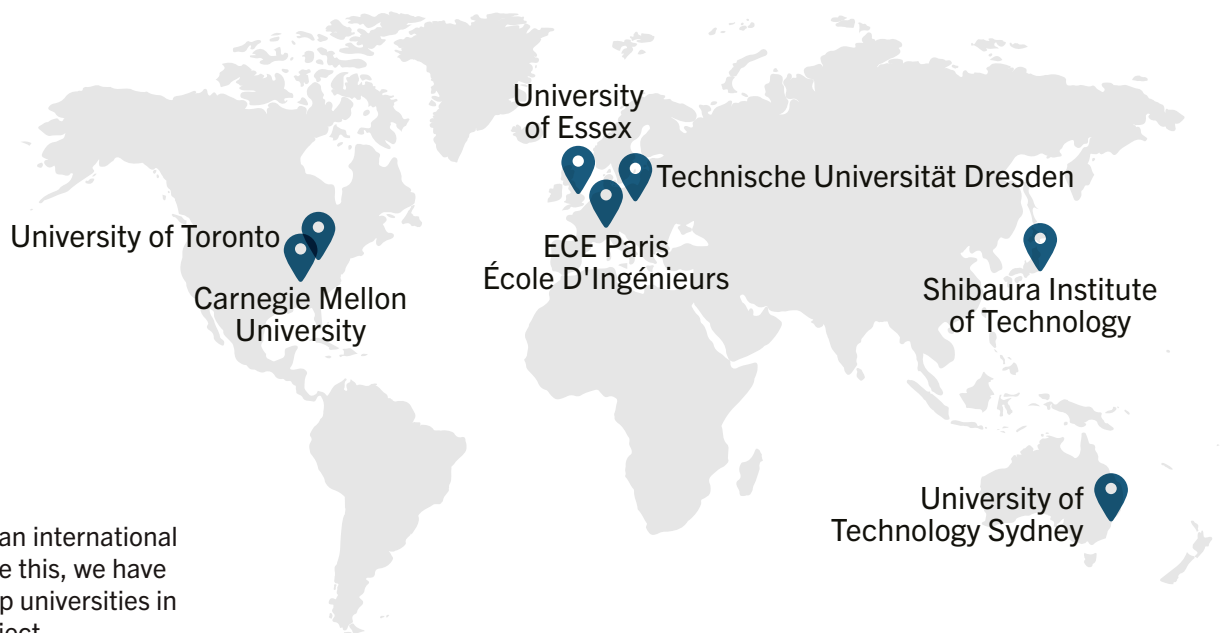 University
of Essex
Technische Universität Dresden
University of Toronto
ECE Paris
École D'Ingénieurs
Carnegie Mellon
University
Shibaura Institute
of Technology
University of
Technology Sydney
an international
e this, we have
p universities in
ject